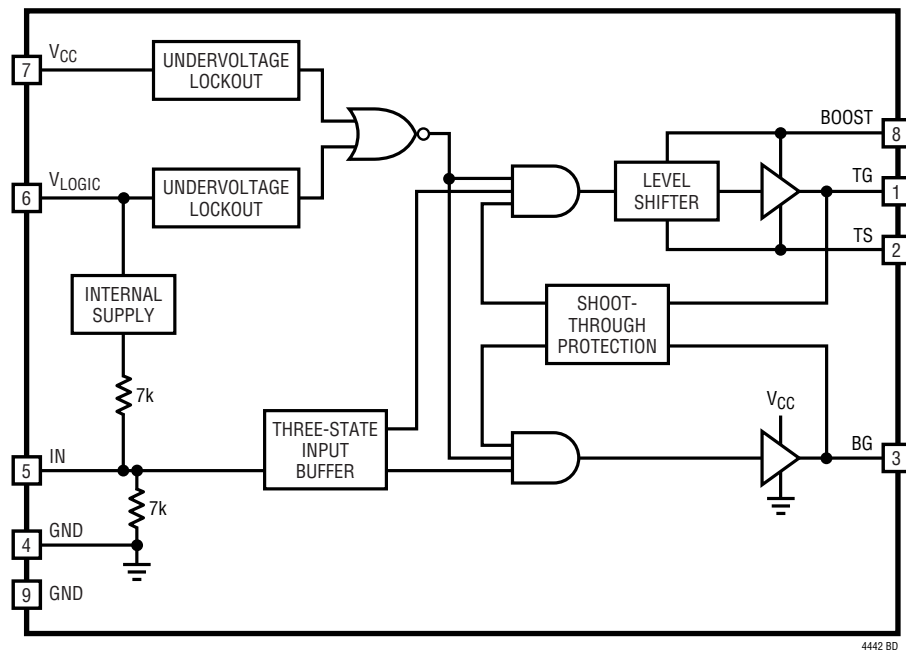 7
VCC
UNDERVOLTAGE
LOCKOUT
BOOST
8
6
VLOGIC
UNDERVOLTAGE
LOCKOUT
LEVEL
SHIFTER
TG
1
TS
2
INTERNAL
SUPPLY
SHOOT-
THROUGH
PROTECTION
7k
VCC
THREE-STATE
INPUT
BUFFER
5
IN
BG
3
7k
4
GND
9
GND
4442 BD